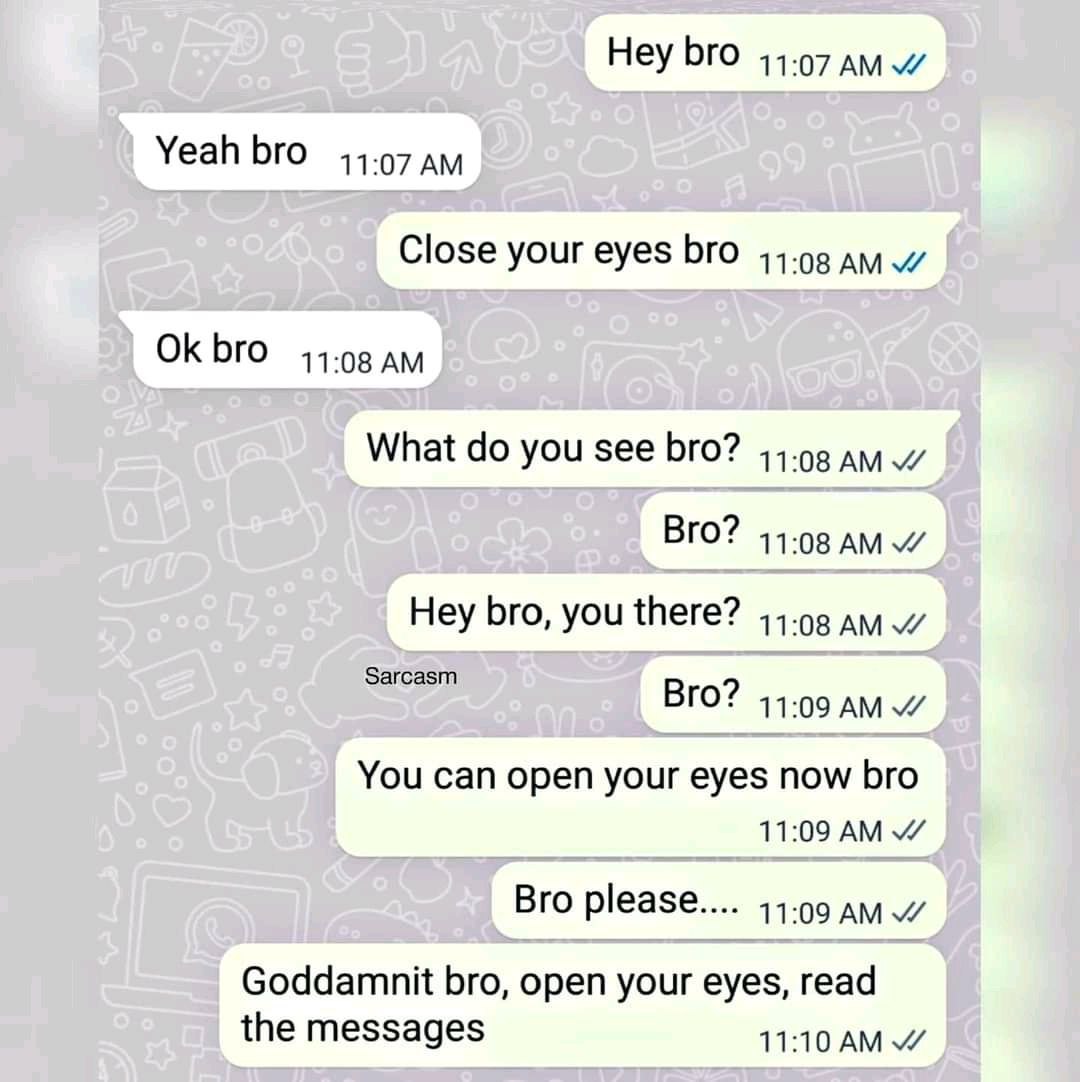 Hey bro 11:07 AM
Yeah bro 11:07 AM
Close your eyes bro 11:08 AM
Ok bro 11:08 AM
What do you see bro? 11:08 AM
Bro? 11:08 AM
Hey bro, you there? 11:08 AM
Sarcasm
Bro? 11:09 AM
You can open your eyes now bro
11:09 AM
Bro please.... 11:09 AM
Goddamnit bro, open your eyes, read
the messages 11:10 AM